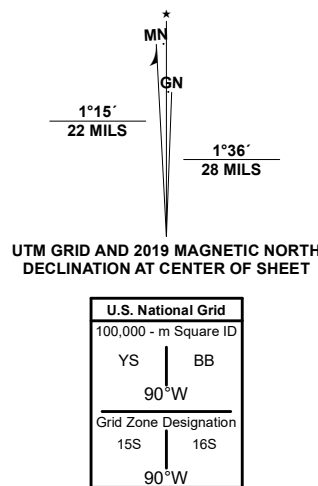 ★
MN
GN
1°15´
22 MILS
1°36´
28 MILS
UTM GRID AND 2019 MAGNETIC NORTH
DECLINATION AT CENTER OF SHEET
U.S. National Grid
100,000 - m Square ID
YS BB
90°W
Grid Zone Designation
15S 16S
90°W